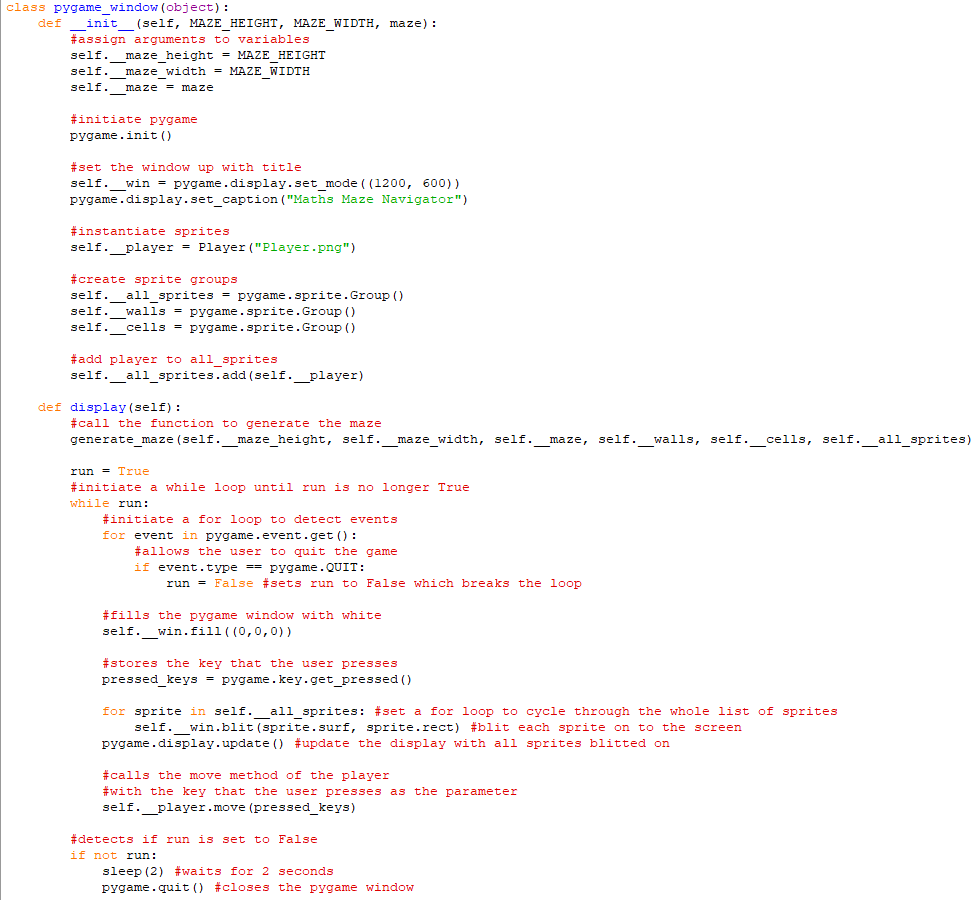 class pygame_window(object):
    def __init__(self, MAZE_HEIGHT, MAZE_WIDTH, maze):
        #assign arguments to variables
        self.__maze_height = MAZE_HEIGHT
        self.__maze_width = MAZE_WIDTH
        self.__maze = maze

        #initiate pygame
        pygame.init()

        #set the window up with title
        self.__win = pygame.display.set_mode((1200, 600))
        pygame.display.set_caption("Maths Maze Navigator")

        #instantiate sprites
        self.__player = Player("Player.png")

        #create sprite groups
        self.__all_sprites = pygame.sprite.Group()
        self.__walls = pygame.sprite.Group()
        self.__cells = pygame.sprite.Group()

        #add player to all_sprites
        self.__all_sprites.add(self.__player)

    def display(self):
        #call the function to generate the maze
        generate_maze(self.__maze_height, self.__maze_width, self.__maze, self.__walls, self.__cells, self.__all_sprites)

        run = True
        #initiate a while loop until run is no longer True
        while run:
            #initiate a for loop to detect events
            for event in pygame.event.get():
                #allows the user to quit the game
                if event.type == pygame.QUIT:
                    run = False #sets run to False which breaks the loop

            #fills the pygame window with white
            self.__win.fill((0,0,0))

            #stores the key that the user presses
            pressed_keys = pygame.key.get_pressed()

            for sprite in self.__all_sprites: #set a for loop to cycle through the whole list of sprites
                self.__win.blit(sprite.surf, sprite.rect) #blit each sprite on to the screen
            pygame.display.update() #update the display with all sprites blitted on

            #calls the move method of the player
            #with the key that the user presses as the parameter
            self.__player.move(pressed_keys)

        #detects if run is set to False
        if not run:
            sleep(2) #waits for 2 seconds
            pygame.quit() #closes the pygame window